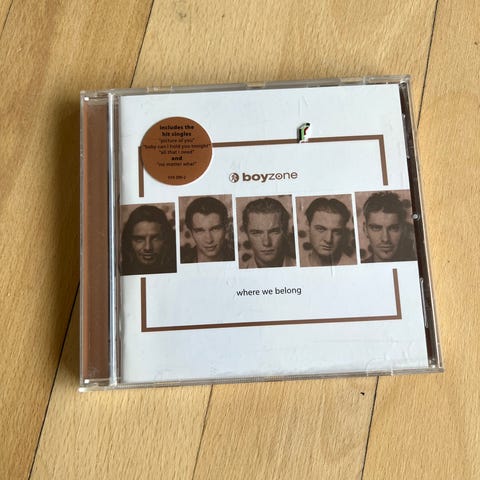 includes the
hit singles
"picture of you"
"baby can i hold you tonight"
"all that i need"
and
"no matter what"
boyzone
where we belong